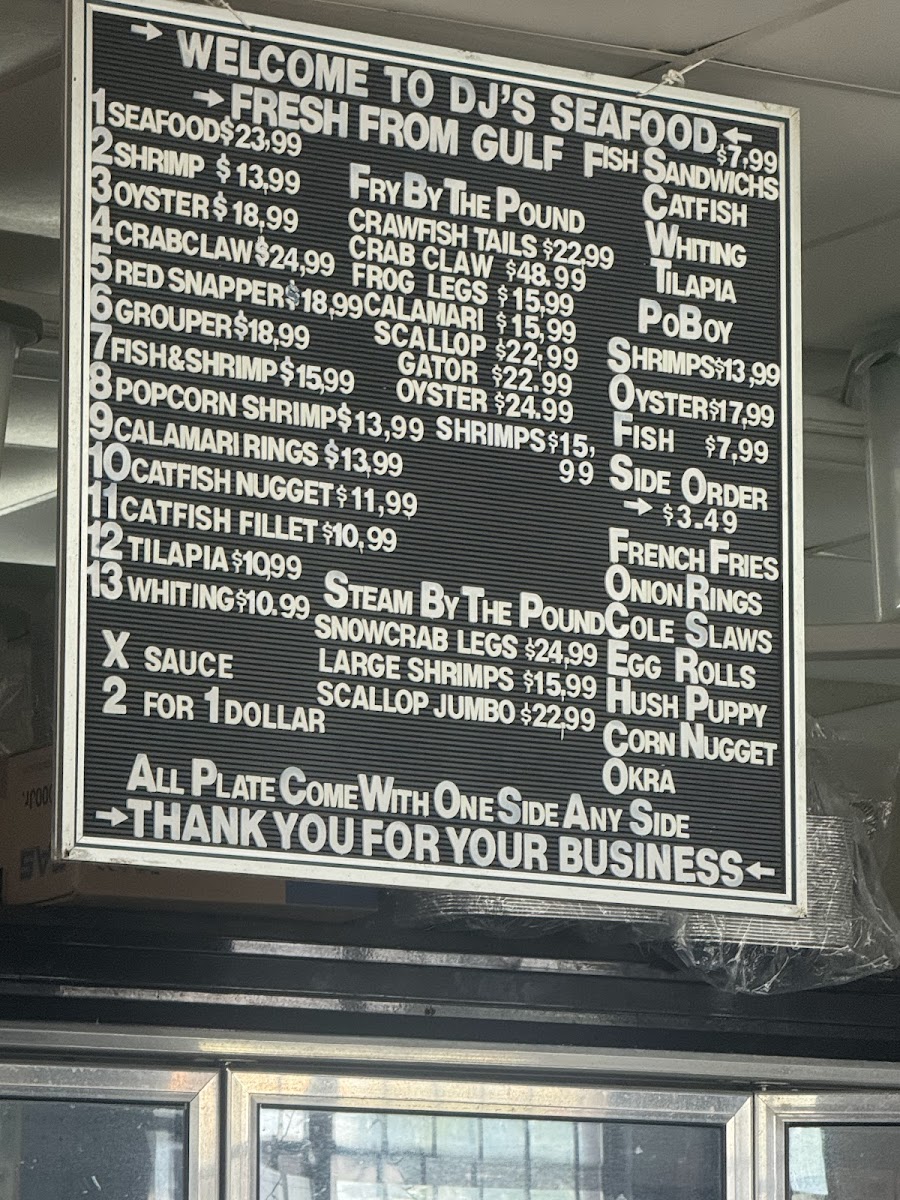 → WELCOME TO DJ'S SEAFOOD ←
→ FRESH FROM GULF
1 SEAFOOD $23,99
2 SHRIMP $13,99
3 OYSTER $18,99
4 CRABCLAW $24,99
5 RED SNAPPER $18,99
6 GROUPER $18,99
7 FISH&SHRIMP $15,99
8 POPCORN SHRIMP $13,99
9 CALAMARI RINGS $13,99
10 CATFISH NUGGET $11,99
11 CATFISH FILLET $10,99
12 TILAPIA $10,99
13 WHITING $10.99
X SAUCE
2 FOR 1 DOLLAR
FRY BY THE POUND
CRAWFISH TAILS $22,99
CRAB CLAW $48.99
FROG LEGS $15,99
CALAMARI $15,99
SCALLOP $22,99
GATOR $22.99
OYSTER $24.99
SHRIMPS $15,
99
STEAM BY THE POUND
SNOWCRAB LEGS $24,99
LARGE SHRIMPS $15,99
SCALLOP JUMBO $22,99
$7,99
FISH SANDWICHS
CATFISH
WHITING
TILAPIA
POBOY
SHRIMPS $13,99
OYSTER $17,99
FISH $7,99
SIDE ORDER
→ $3.49
FRENCH FRIES
ONION RINGS
COLE SLAWS
EGG ROLLS
HUSH PUPPY
CORN NUGGET
OKRA
ALL PLATE COME WITH ONE SIDE ANY SIDE
→ THANK YOU FOR YOUR BUSINESS ←